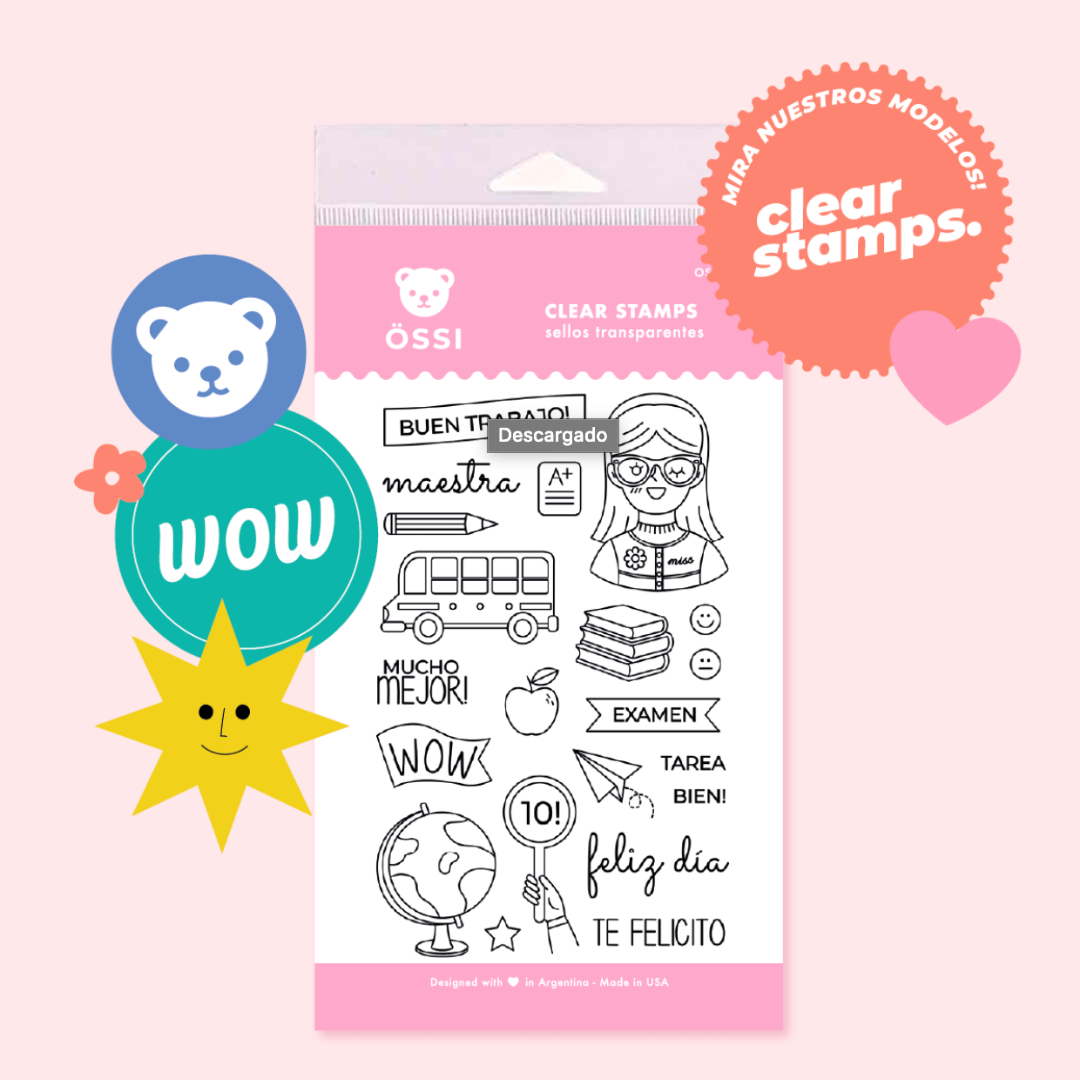 MIRA NUESTROS MODELOS!
clear
stamps.
ÖSSI
CLEAR STAMPS
sellos transparentes
WOW
BUEN TRABAJO!
Descargado
maestra
A+
miss
MUCHO
MEJOR!
EXAMEN
WOW
TAREA
BIEN!
10!
feliz día
TE FELICITO
Designed with in Argentina - Made in USA